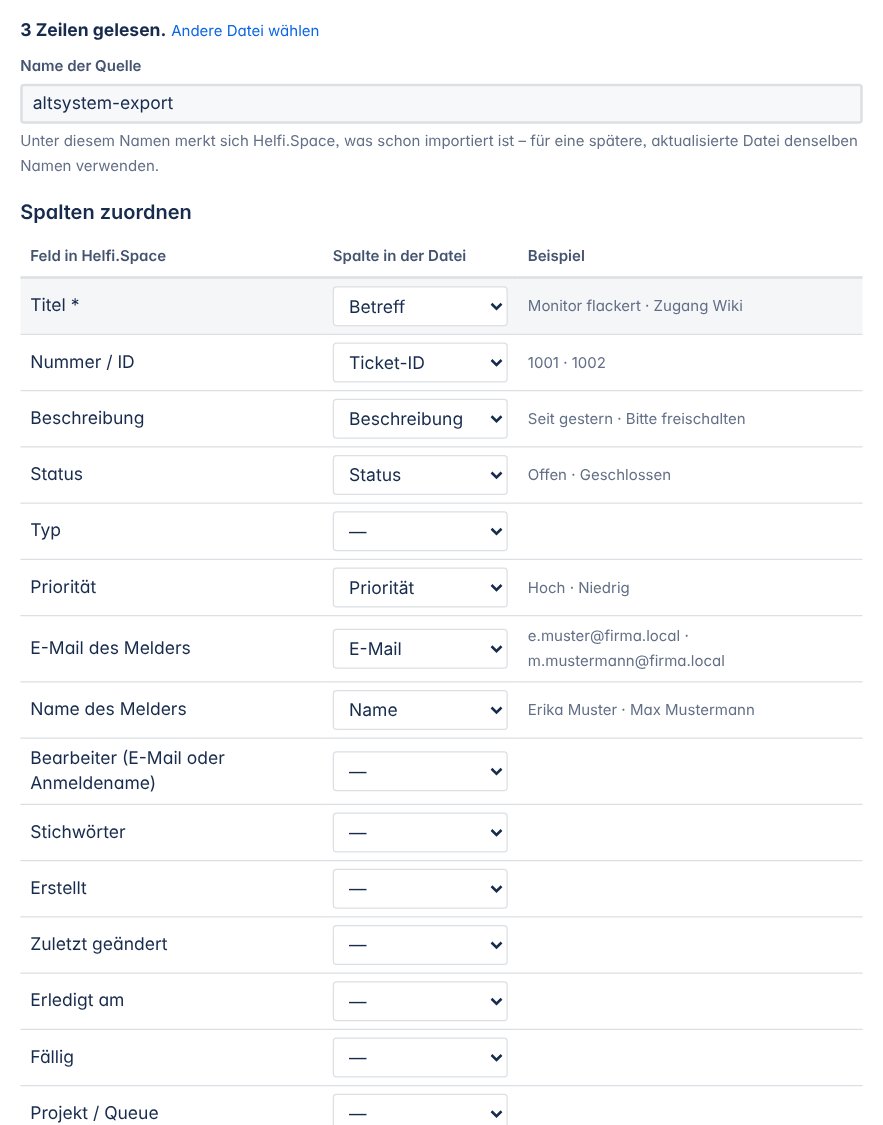 3 Zeilen gelesen. Andere Datei wählen
Name der Quelle
altsystem-export
Unter diesem Namen merkt sich Helfi.Space, was schon importiert ist – für eine spätere, aktualisierte Datei denselben
Namen verwenden.
Spalten zuordnen
Feld in Helfi.Space Spalte in der Datei Beispiel
Titel * Betreff Monitor flackert · Zugang Wiki
Nummer / ID Ticket-ID 1001 · 1002
Beschreibung Beschreibung Seit gestern · Bitte freischalten
Status Status Offen · Geschlossen
Typ —
Priorität Priorität Hoch · Niedrig
E-Mail des Melders E-Mail e.muster@firma.local ·
m.mustermann@firma.local
Name des Melders Name Erika Muster · Max Mustermann
Bearbeiter (E-Mail oder
Anmeldename) —
Stichwörter —
Erstellt —
Zuletzt geändert —
Erledigt am —
Fällig —
Projekt / Queue —